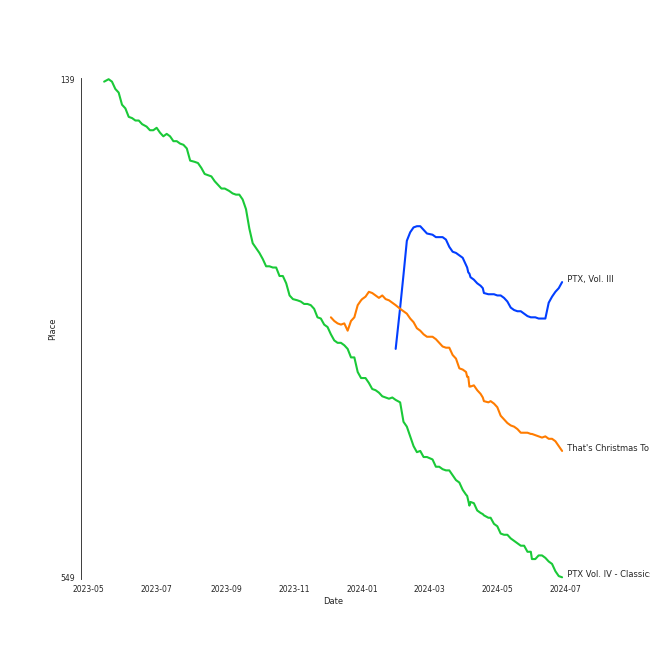 139
Place
PTX, Vol. III
That's Christmas To
549
PTX Vol. IV - Classic
2023-05 2023-07 2023-09 2023-11 2024-01 2024-03 2024-05 2024-07
Date